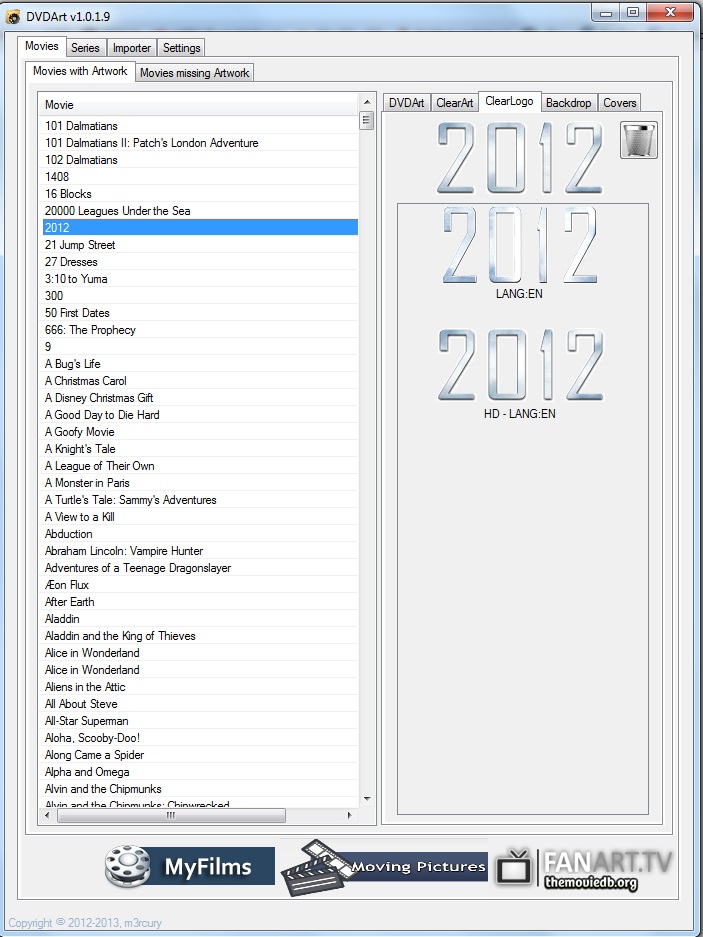 DVDArt v1.0.1.9
Movies Series Importer Settings
Movies with Artwork Movies missing Artwork
Movie
101 Dalmatians
101 Dalmatians II: Patch's London Adventure
102 Dalmatians
1408
16 Blocks
20000 Leagues Under the Sea
2012
21 Jump Street
27 Dresses
3:10 to Yuma
300
50 First Dates
666: The Prophecy
9
A Bug's Life
A Christmas Carol
A Disney Christmas Gift
A Good Day to Die Hard
A Goofy Movie
A Knight's Tale
A League of Their Own
A Monster in Paris
A Turtle's Tale: Sammy's Adventures
A View to a Kill
Abduction
Abraham Lincoln: Vampire Hunter
Adventures of a Teenage Dragonslayer
Æon Flux
After Earth
Aladdin
Aladdin and the King of Thieves
Alice in Wonderland
Alice in Wonderland
Aliens in the Attic
All About Steve
All-Star Superman
Aloha, Scooby-Doo!
Along Came a Spider
Alpha and Omega
Alvin and the Chipmunks
Alvin and the Chipmunks: Chipwrecked
DVDArt ClearArt ClearLogo Backdrop Covers
2012
2012
LANG:EN
2012
HD - LANG:EN
MyFilms
Moving Pictures
FANART.TV
themoviedb.org
Copyright © 2012-2013, m3rcury